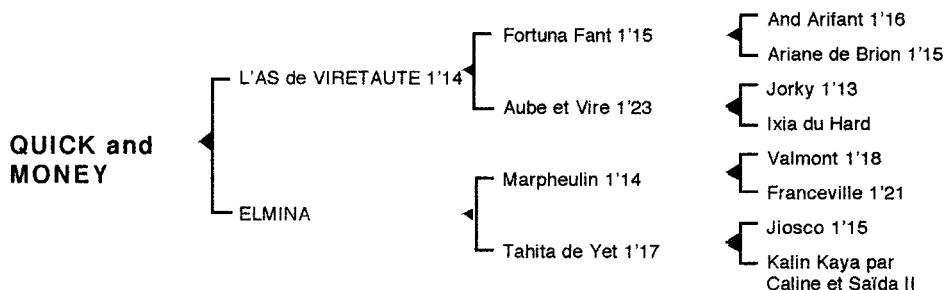 And Arifant 1'16
Fortuna Fant 1'15
Ariane de Brion 1'15
L'AS de VIRETAUTE 1'14
Jorky 1'13
Aube et Vire 1'23
Ixia du Hard
QUICK and
MONEY
Valmont 1'18
Marpheulin 1'14
Franceville 1'21
ELMINA
Jiosco 1'15
Tahita de Yet 1'17
Kalin Kaya par
Caline et Saïda II